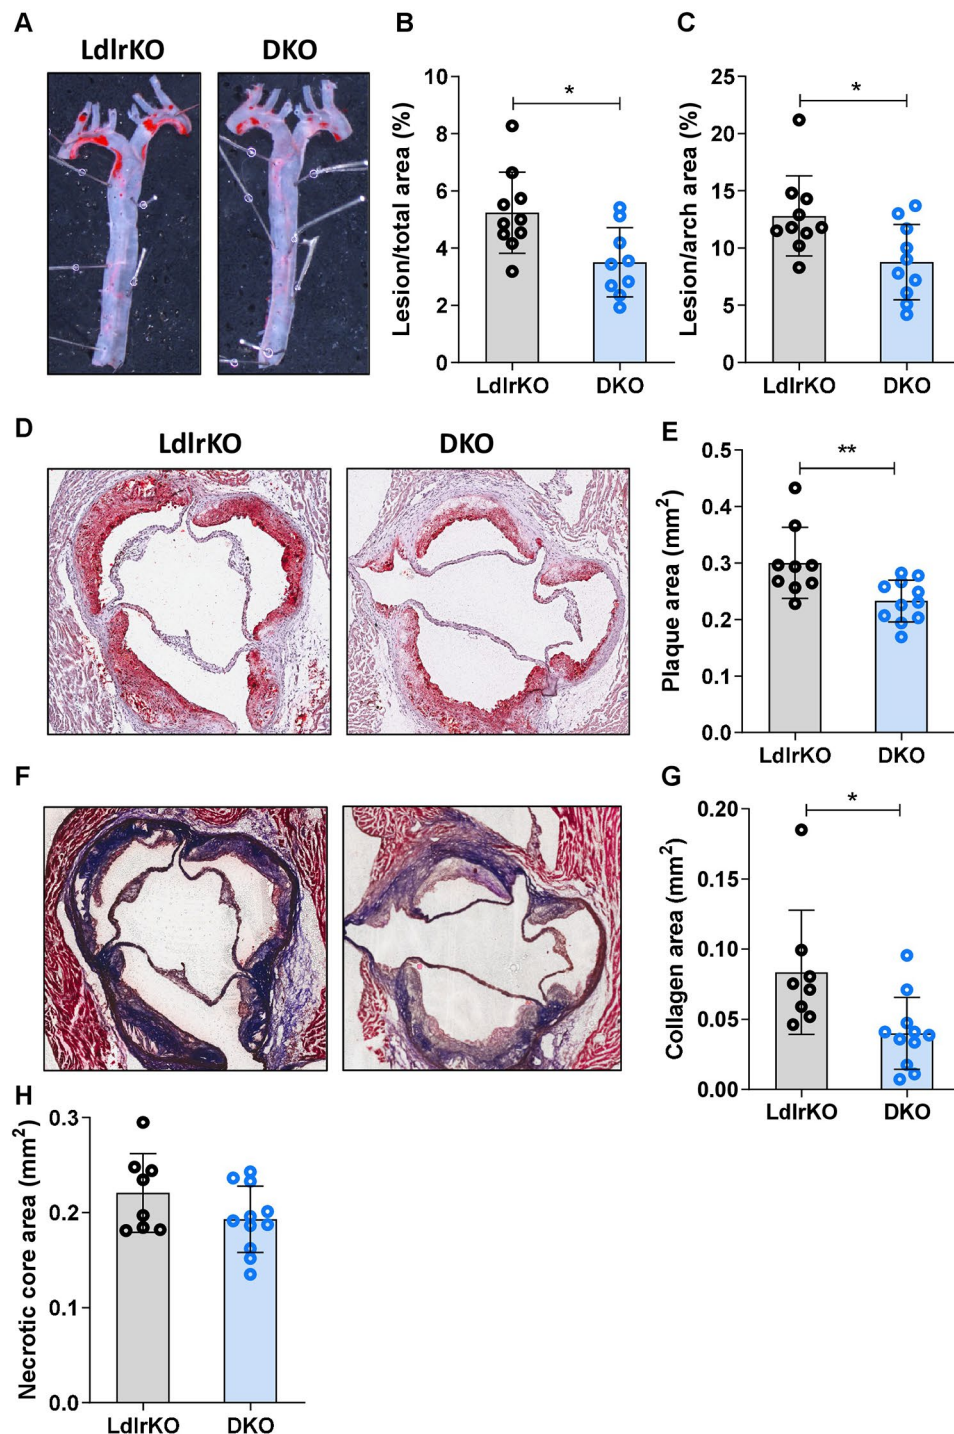 A
LdlrKO
DKO
B
Lesion/total area (%)
10
8
6
4
2
0
*
LdlrKO
DKO
C
Lesion/arch area (%)
25
20
15
10
5
0
*
LdlrKO
DKO
D
LdlrKO
DKO
E
Plaque area (mm²)
0.5
0.4
0.3
0.2
0.1
0.0
**
LdlrKO
DKO
F
G
Collagen area (mm²)
0.20
0.15
0.10
0.05
0.00
*
LdlrKO
DKO
H
Necrotic core area (mm²)
0.3
0.2
0.1
0.0
LdlrKO
DKO